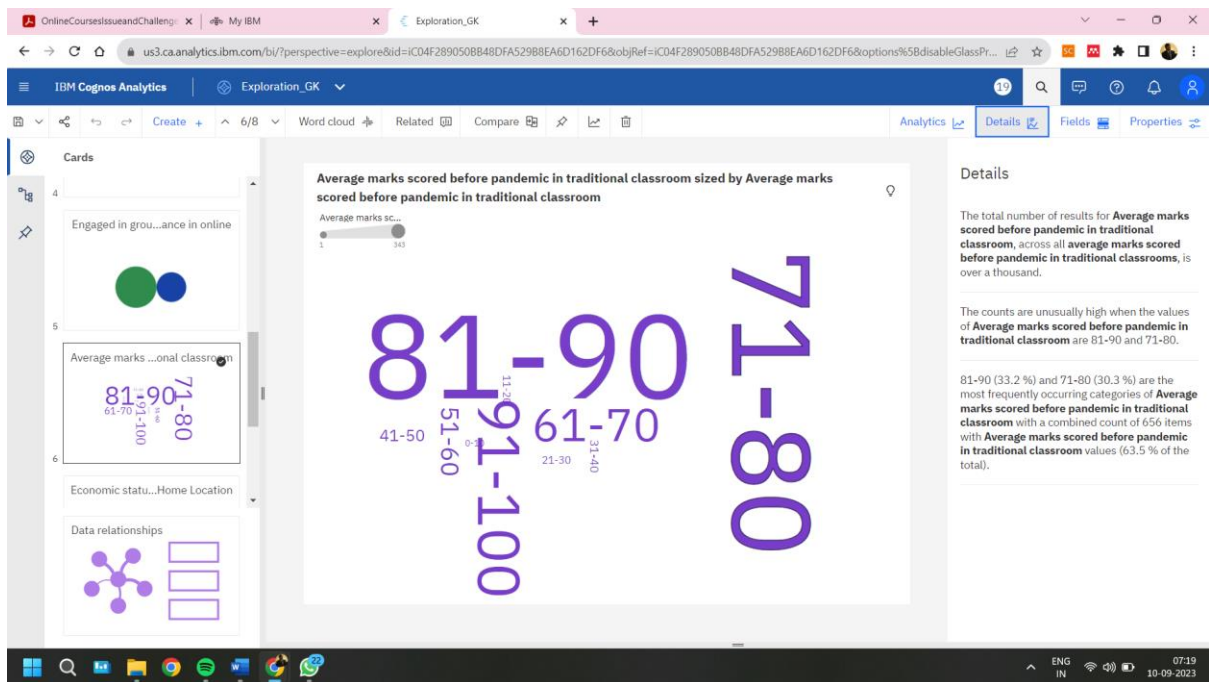 OnlineCoursesIssueandChallenge
My IBM
Exploration_GK
us3.ca.analytics.ibm.com/bi/?perspective=explore&id=iC04F289050BB48DFA529B8EA6D162DF6&objRef=iC04F289050BB48DFA529B8EA6D162DF6&options%5BdisableGlassPr...
IBM Cognos Analytics
Exploration_GK
19
Create +
6/8
Word cloud
Related
Compare
Analytics
Details
Fields
Properties
Cards
4
Engaged in grou...ance in online
5
Average marks ...onal classroom
81-90
71-80
61-70
91-100
6
Economic statu...Home Location
Data relationships
Average marks scored before pandemic in traditional classroom sized by Average marks
scored before pandemic in traditional classroom
Average marks sc...
1
343
81-90
71-80
11-20
51-60
91-100
61-70
41-50
0-10
21-30
31-40
Details
The total number of results for Average marks
scored before pandemic in traditional
classroom, across all average marks scored
before pandemic in traditional classrooms, is
over a thousand.
The counts are unusually high when the values
of Average marks scored before pandemic in
traditional classroom are 81-90 and 71-80.
81-90 (33.2 %) and 71-80 (30.3 %) are the
most frequently occurring categories of Average
marks scored before pandemic in traditional
classroom with a combined count of 656 items
with Average marks scored before pandemic
in traditional classroom values (63.5 % of the
total).
22
ENG
IN
07:19
10-09-2023